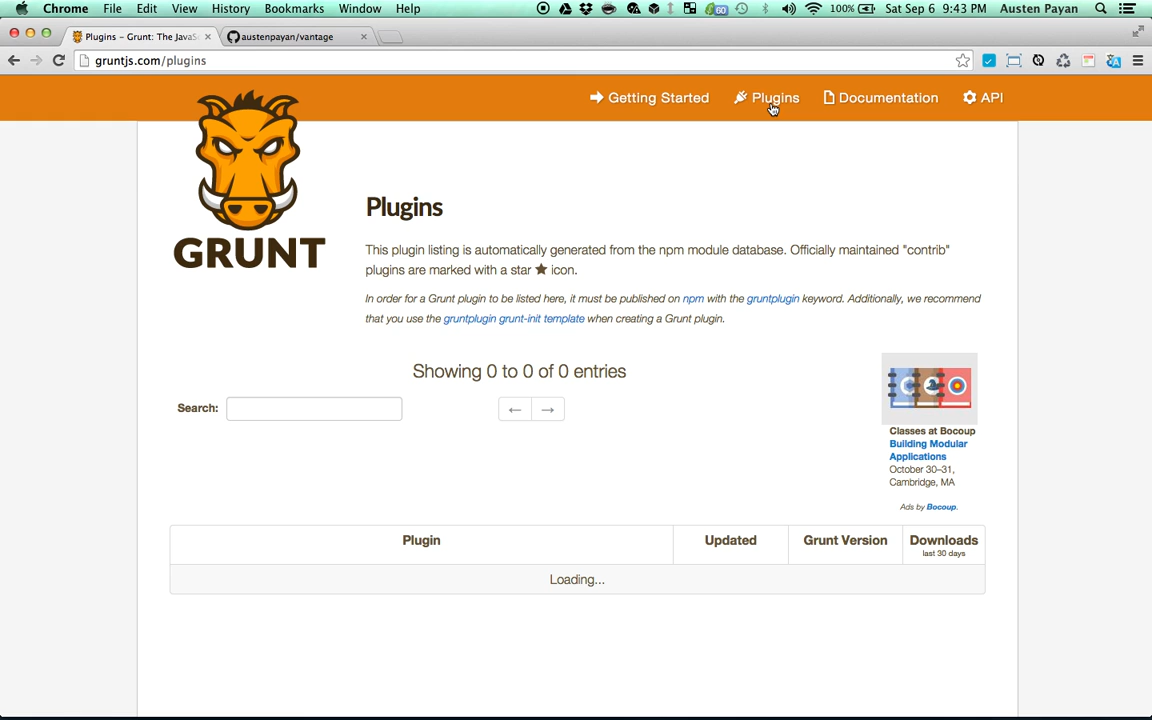 Chrome File Edit View History Bookmarks Window Help 60 100% Sat Sep 6 9:43 PM Austen Payan
Plugins – Grunt: The JavaS
austenpayan/vantage
gruntjs.com/plugins
Getting Started Plugins Documentation API
GRUNT
Plugins
This plugin listing is automatically generated from the npm module database. Officially maintained "contrib"
plugins are marked with a star ★ icon.
In order for a Grunt plugin to be listed here, it must be published on npm with the gruntplugin keyword. Additionally, we recommend
that you use the gruntplugin grunt-init template when creating a Grunt plugin.
Showing 0 to 0 of 0 entries
Search: ← →
Classes at Bocoup
Building Modular
Applications
October 30–31,
Cambridge, MA
Ads by Bocoup.
Plugin Updated Grunt Version Downloads
last 30 days
Loading...